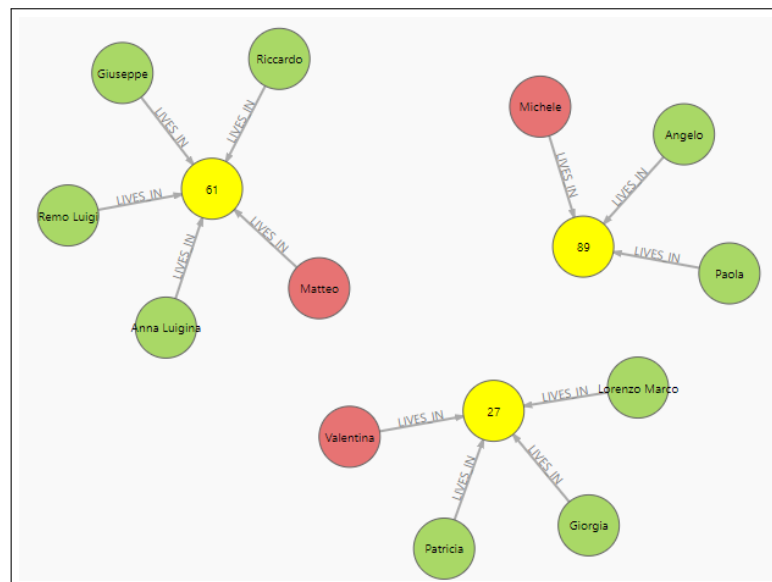 Giuseppe
Riccardo
LIVES_IN
LIVES_IN
61
Remo Luigi
LIVES_IN
LIVES_IN
LIVES_IN
Matteo
Anna Luigina
Michele
Angelo
LIVES_IN
LIVES_IN
89
LIVES_IN
Paola
Lorenzo Marco
LIVES_IN
27
LIVES_IN
Valentina
LIVES_IN
LIVES_IN
Giorgia
Patricia